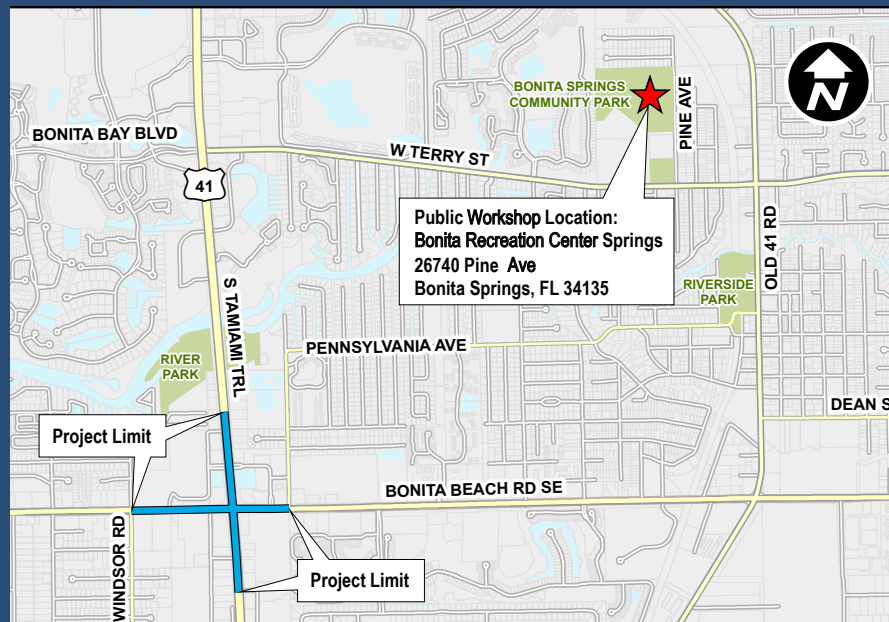 BONITA SPRINGS
COMMUNITY PARK
PINE AVE
N
BONITA BAY BLVD
W TERRY ST
41
Public Workshop Location:
Bonita Recreation Center Springs
26740 Pine Ave
Bonita Springs, FL 34135
OLD 41 RD
RIVERSIDE
PARK
S TAMIAMI TRL
PENNSYLVANIA AVE
RIVER
PARK
DEAN S
Project Limit
BONITA BEACH RD SE
WINDSOR RD
Project Limit